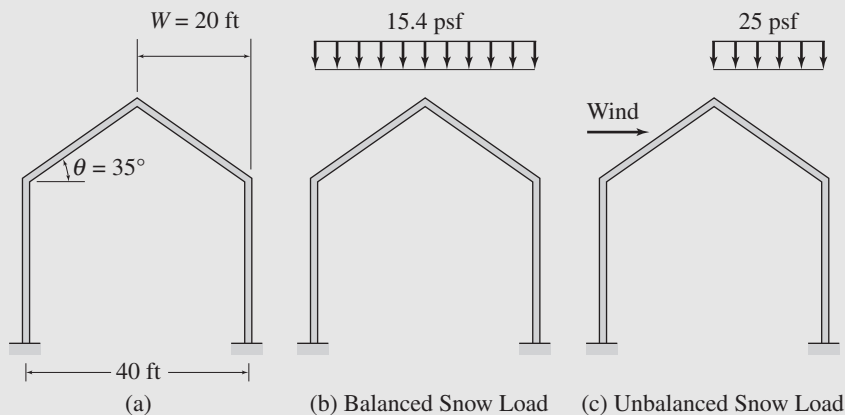 W = 20 ft
15.4 psf
25 psf
Wind
θ = 35°
40 ft
(a)
(b) Balanced Snow Load
(c) Unbalanced Snow Load